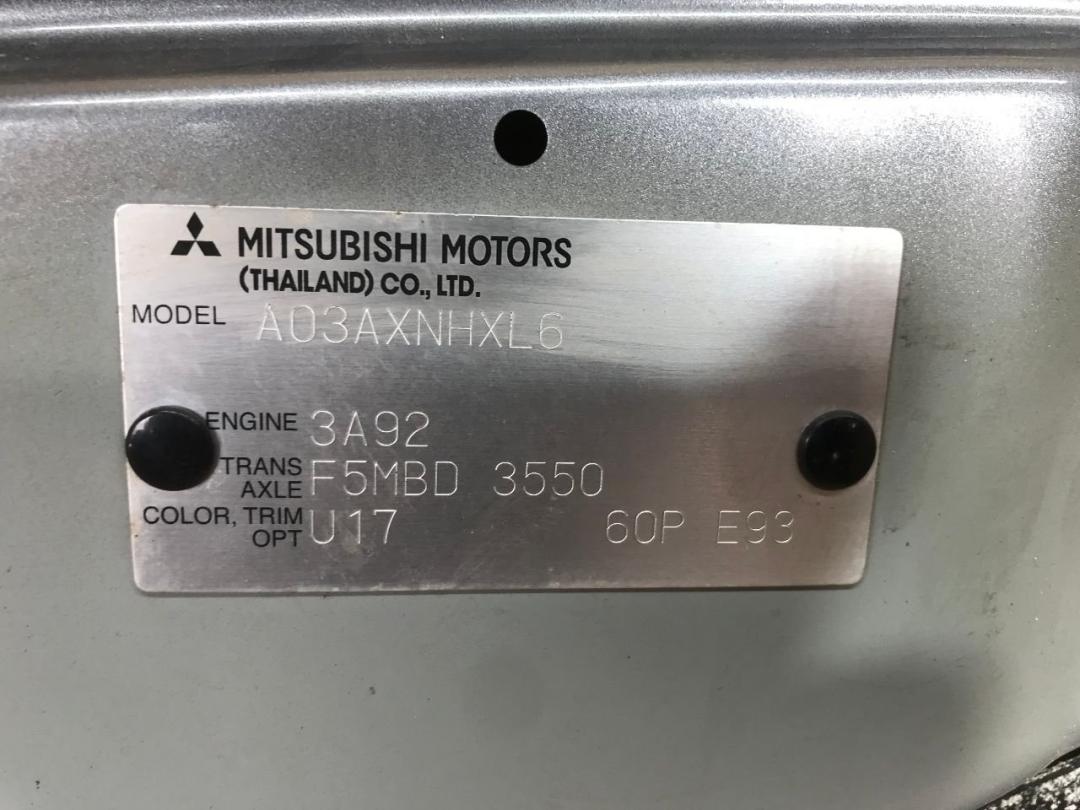 MITSUBISHI MOTORS
(THAILAND) CO., LTD.
MODEL A03AXNHXL6
ENGINE 3A92
TRANS
AXLE F5MBD 3550
COLOR, TRIM
OPT U17 60P E93